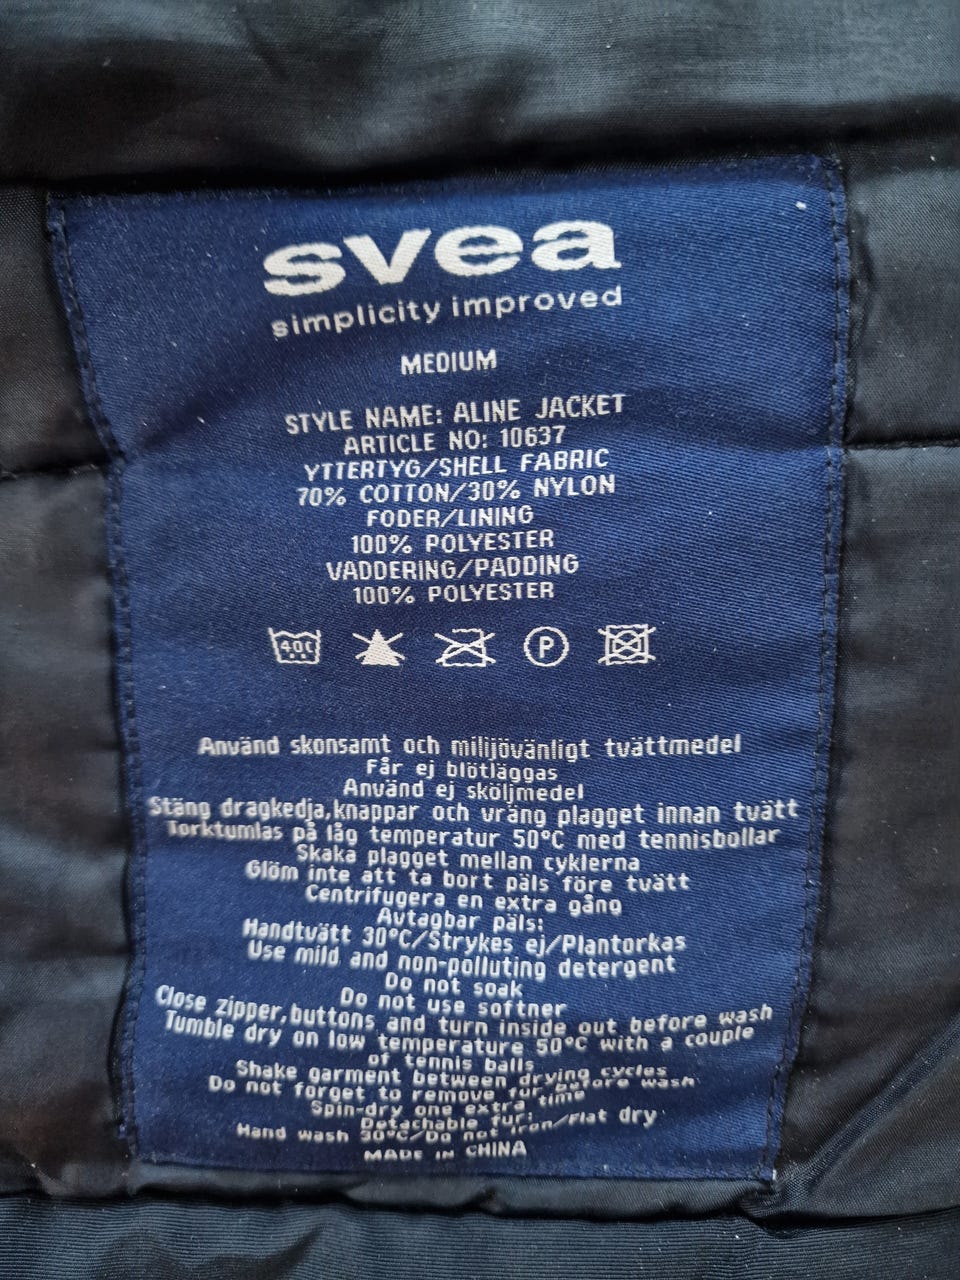 svea
simplicity improved
MEDIUM
STYLE NAME: ALINE JACKET
ARTICLE NO: 10637
YTTERTYG/SHELL FABRIC
70% COTTON/30% NYLON
FODER/LINING
100% POLYESTER
VADDERING/PADDING
100% POLYESTER
40C P
Använd skonsamt och milijövänligt tvättmedel
Får ej blötläggas
Använd ej sköljmedel
Stäng dragkedja,knappar och vräng plagget innan tvätt
Torktumlas på låg temperatur 50°C med tennisbollar
Skaka plagget mellan cyklerna
Glöm inte att ta bort päls före tvätt
Centrifugera en extra gång
Avtagbar päls:
Handtvätt 30°C/Strykes ej/Plantorkas
Use mild and non-polluting detergent
Do not soak
Do not use softner
Close zipper,buttons and turn inside out before wash
Tumble dry on low temperature 50°C with a couple
of tennis balls
Shake garment between drying cycles
Do not forget to remove fur before wash
Spin-dry one extra time
Detachable fur:
Hand wash 30°C/Do not iron/Flat dry
MADE IN CHINA